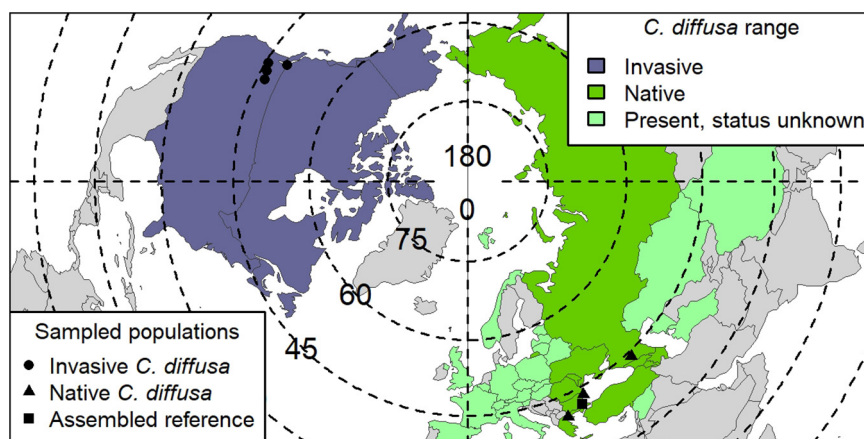 C. diffusa range
Invasive
Native
Present, status unknown
180
0
75
60
45
Sampled populations
Invasive C. diffusa
Native C. diffusa
Assembled reference